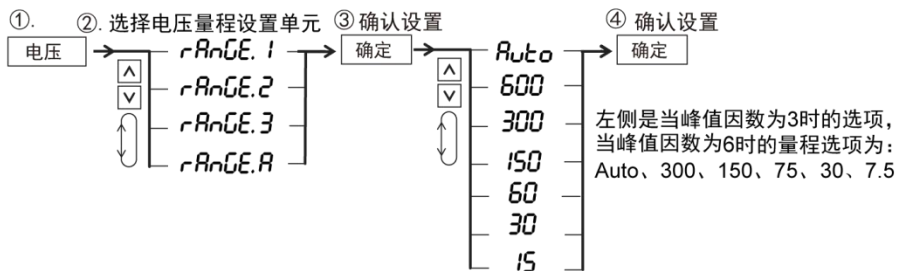 ①. ②. 选择电压量程设置单元 ③ 确认设置 ④ 确认设置
电压 rAnGE. 1 确定 Auto 确定
rAnGE.2 600
rAnGE.3 300
rAnGE.A 150
60
30
15
左侧是当峰值因数为3时的选项，
当峰值因数为6时的量程选项为：
Auto、300、150、75、30、7.5